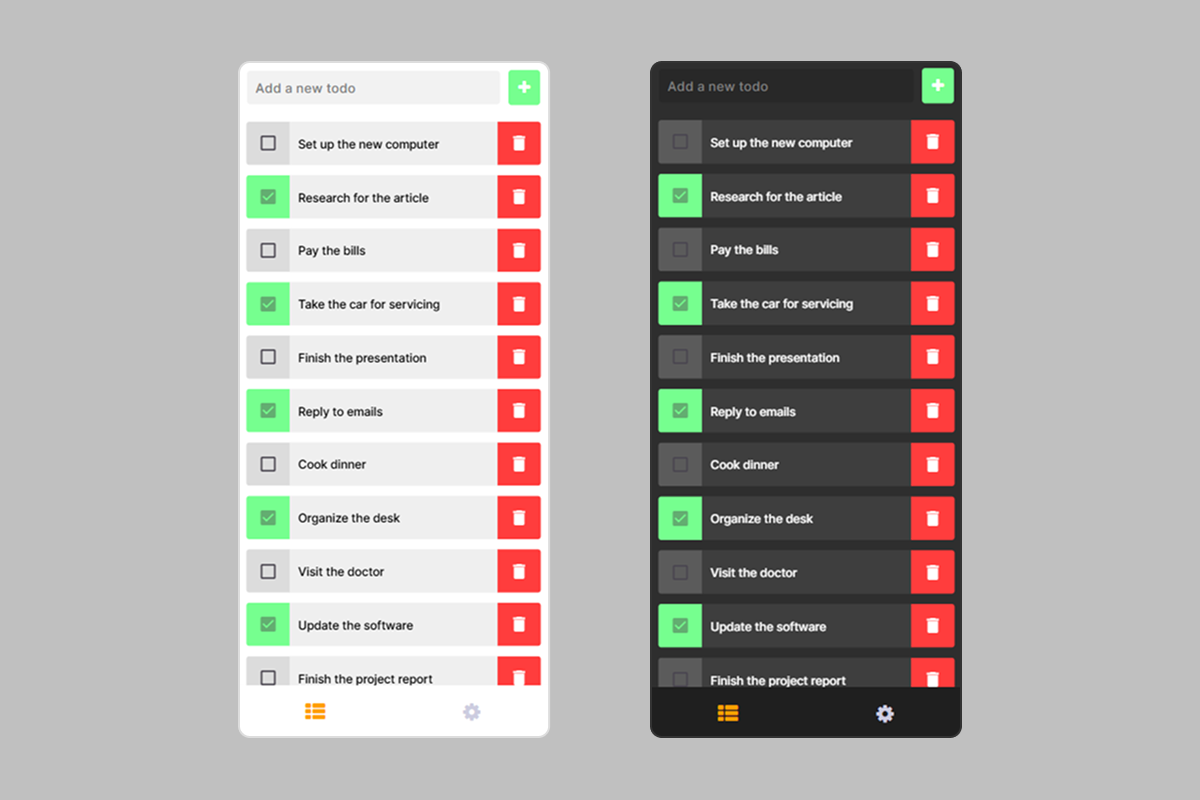 Add a new todo
Set up the new computer
Research for the article
Pay the bills
Take the car for servicing
Finish the presentation
Reply to emails
Cook dinner
Organize the desk
Visit the doctor
Update the software
Finish the project report
Add a new todo
Set up the new computer
Research for the article
Pay the bills
Take the car for servicing
Finish the presentation
Reply to emails
Cook dinner
Organize the desk
Visit the doctor
Update the software
Finish the project report